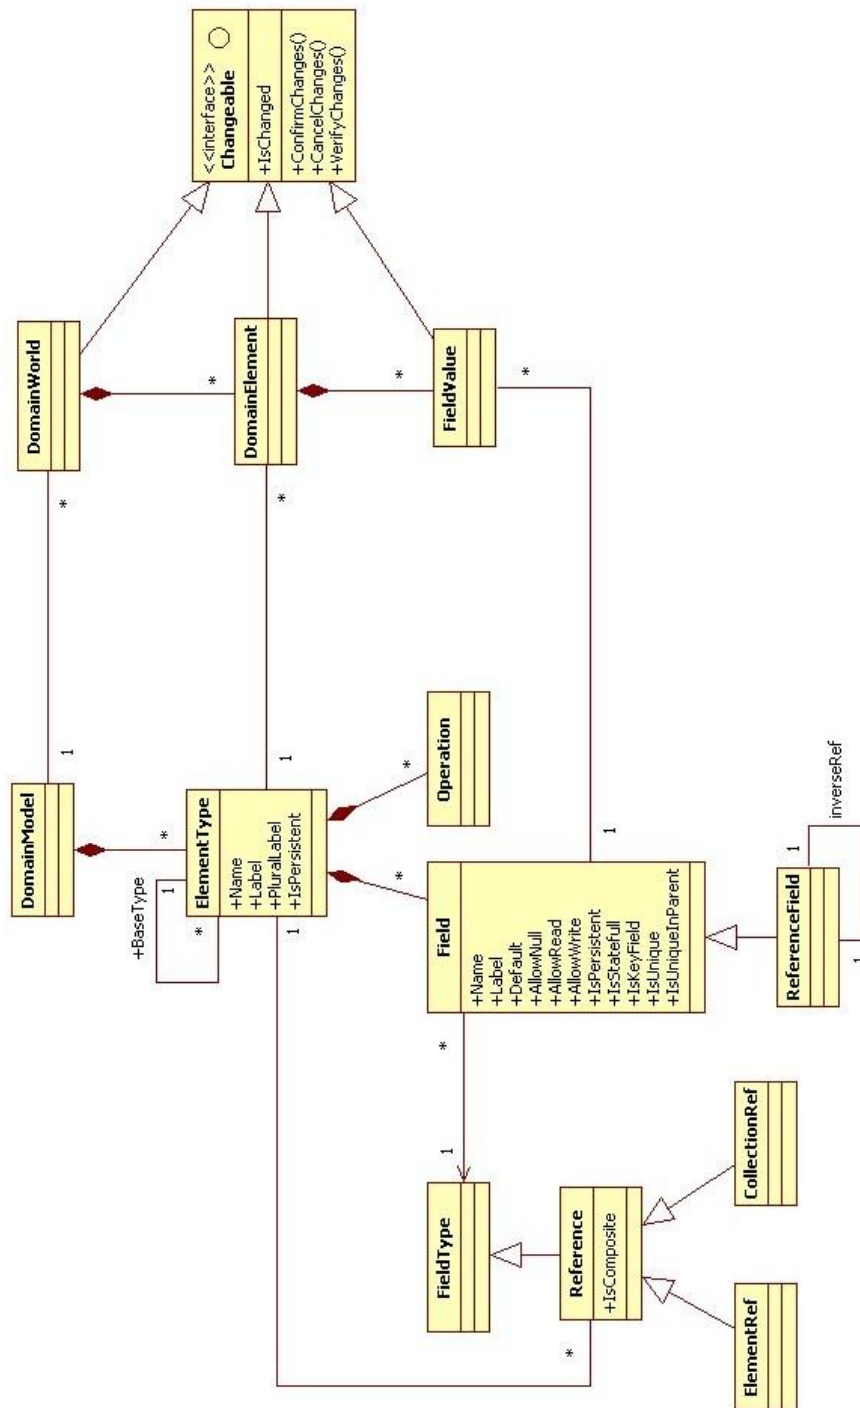 <<interface>>
Changeable
+IsChanged
+ConfirmChanges()
+CancelChanges()
+VerifyChanges()
DomainWorld
*
*
DomainElement
*
*
FieldValue
*
1
DomainModel
*
1
ElementType
+Name
+Label
+PluralLabel
+IsPersistent
+BaseType
1
*
1
*
Operation
*
Field
+Name
+Label
+Default
+AllowNull
+AllowRead
+AllowWrite
+IsPersistent
+IsStatefull
+IsKeyField
+IsUnique
+IsUniqueInParent
1
ReferenceField
1
inverseRef
1
*
1
FieldType
Reference
+IsComposite
*
CollectionRef
ElementRef